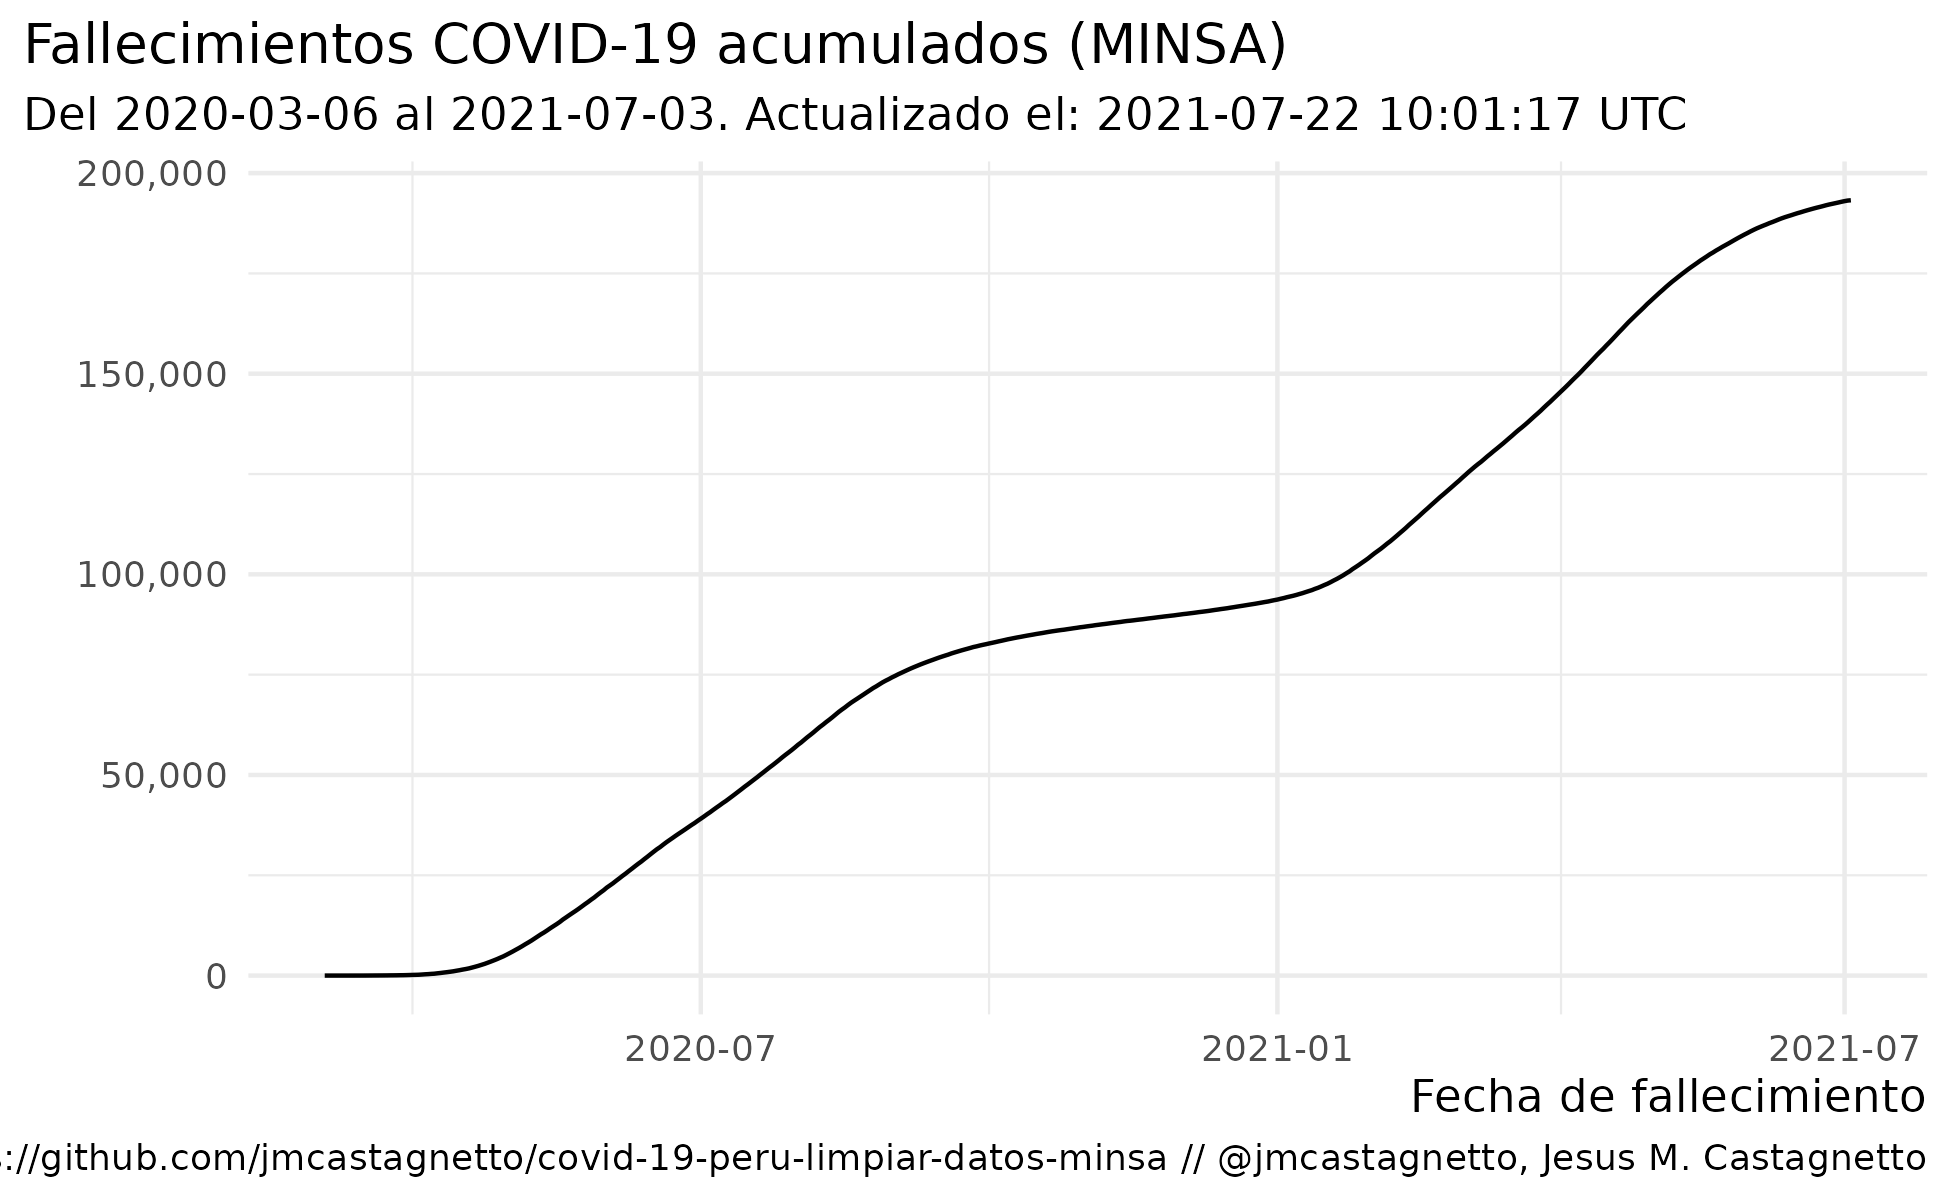 Fallecimientos COVID-19 acumulados (MINSA)
Del 2020-03-06 al 2021-07-03. Actualizado el: 2021-07-22 10:01:17 UTC
200,000
150,000
100,000
50,000
0
2020-07 2021-01 2021-07
Fecha de fallecimiento
://github.com/jmcastagnetto/covid-19-peru-limpiar-datos-minsa // @jmcastagnetto, Jesus M. Castagnetto